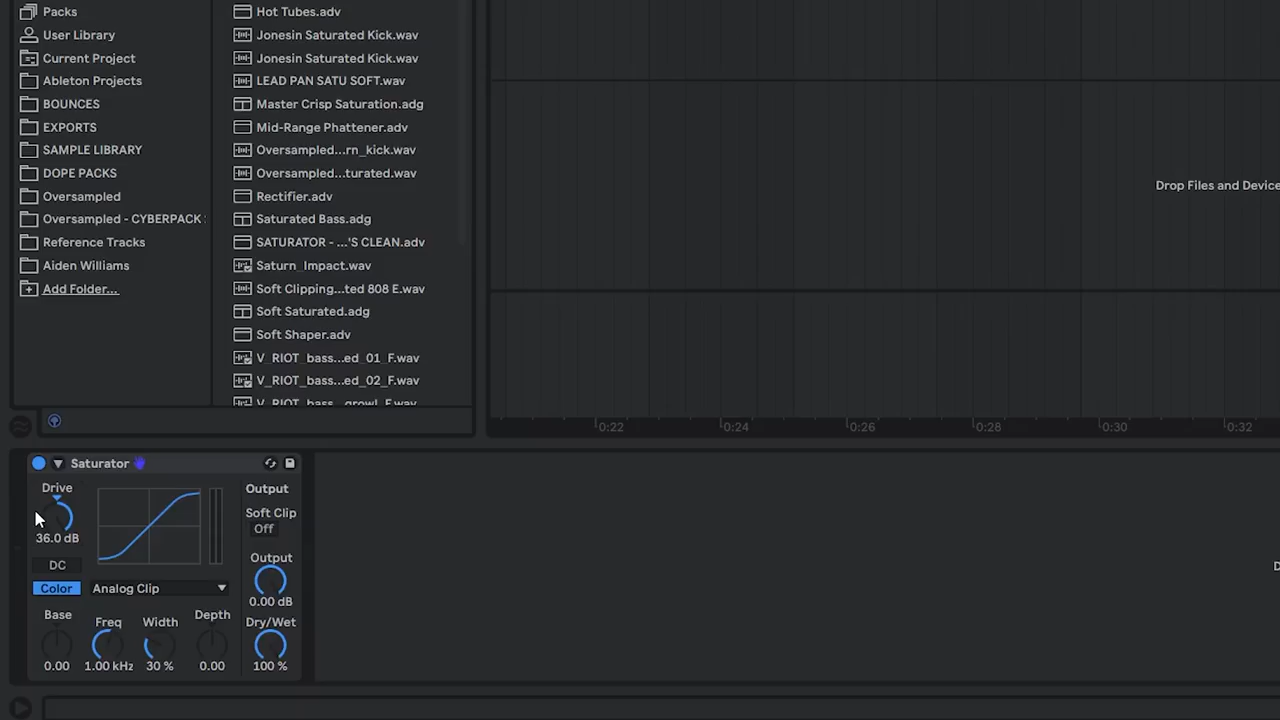 Packs
User Library
Current Project
Ableton Projects
BOUNCES
EXPORTS
SAMPLE LIBRARY
DOPE PACKS
Oversampled
Oversampled - CYBERPACK
Reference Tracks
Aiden Williams
Add Folder...
Hot Tubes.adv
Jonesin Saturated Kick.wav
Jonesin Saturated Kick.wav
LEAD PAN SATU SOFT.wav
Master Crisp Saturation.adg
Mid-Range Phattener.adv
Oversampled...rn_kick.wav
Oversampled...turated.wav
Rectifier.adv
Saturated Bass.adg
SATURATOR - ...'S CLEAN.adv
Saturn_Impact.wav
Soft Clipping...ted 808 E.wav
Soft Saturated.adg
Soft Shaper.adv
V_RIOT_bass...ed_01_F.wav
V_RIOT_bass...ed_02_F.wav
V_RIOT_bass...growl_F.wav
Drop Files and Device
0:22 0:24 0:26 0:28 0:30 0:32
Saturator
Drive
36.0 dB
DC
Color Analog Clip
Base Freq Width Depth
0.00 1.00 kHz 30 % 0.00
Output
Soft Clip
Off
Output
0.00 dB
Dry/Wet
100 %